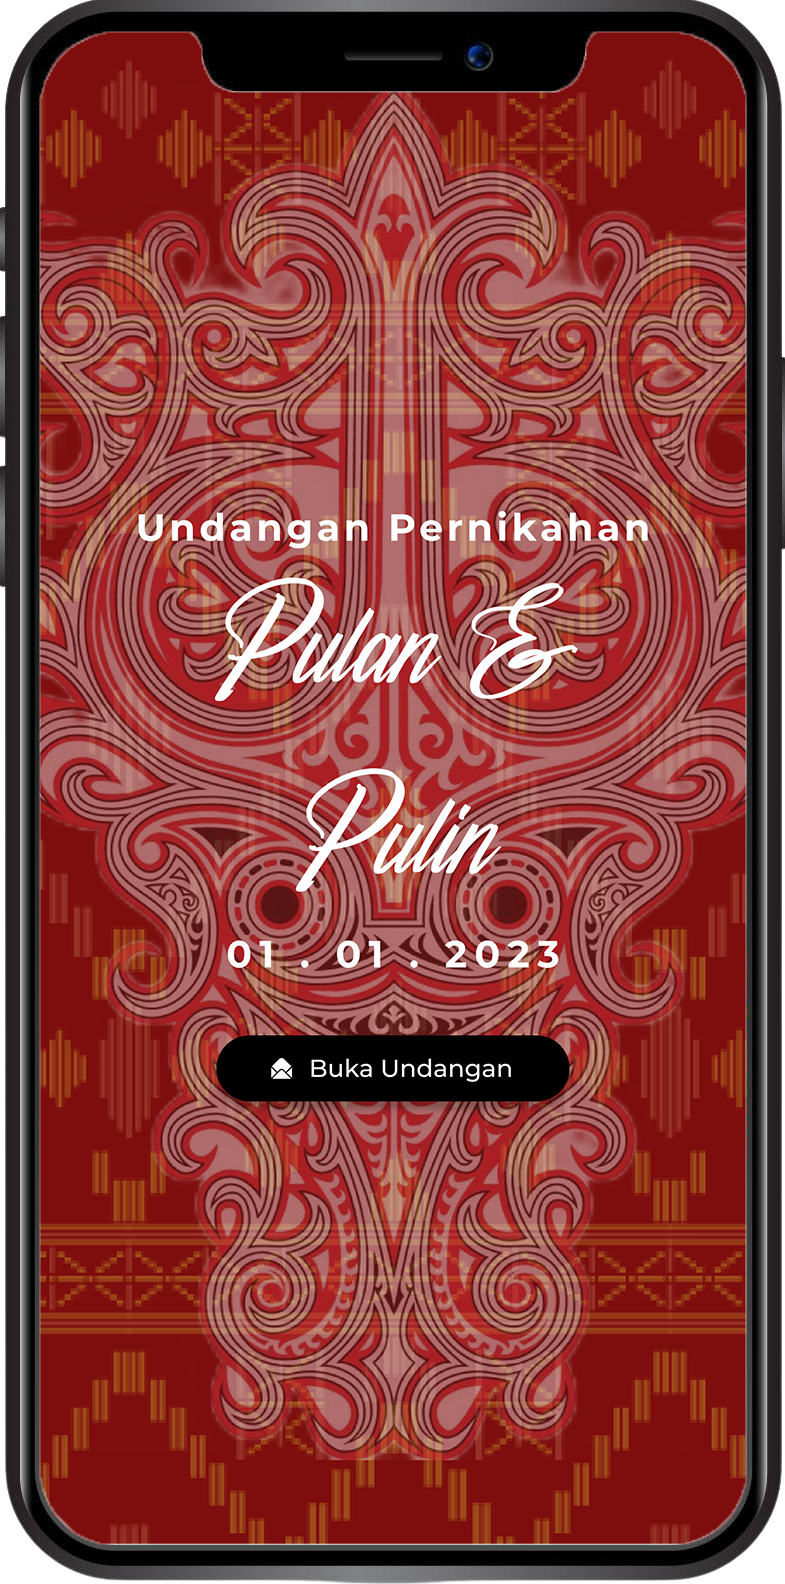 Undangan Pernikahan
Pulan &
Pulin
01 . 01 . 2023
Buka Undangan